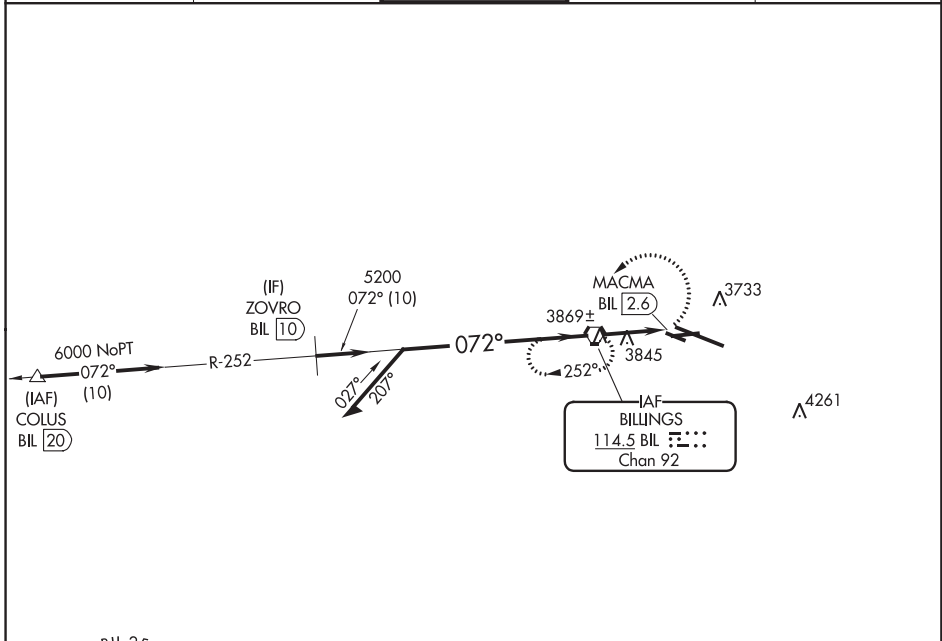 (IF)
ZOVRO
BIL 10
5200
072° (10)
MACMA
BIL 2.6
3733
3869±
3845
6000 NoPT
072°
(10)
R-252
072°
252°
027°
207°
(IAF)
COLUS
BIL 20
IAF
BILLINGS
114.5 BIL
Chan 92
4261